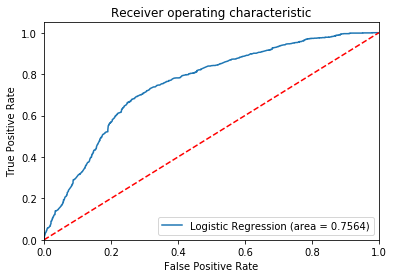 Receiver operating characteristic
True Positive Rate
1.0
0.8
0.6
0.4
0.2
0.0
Logistic Regression (area = 0.7564)
0.0 0.2 0.4 0.6 0.8 1.0
False Positive Rate